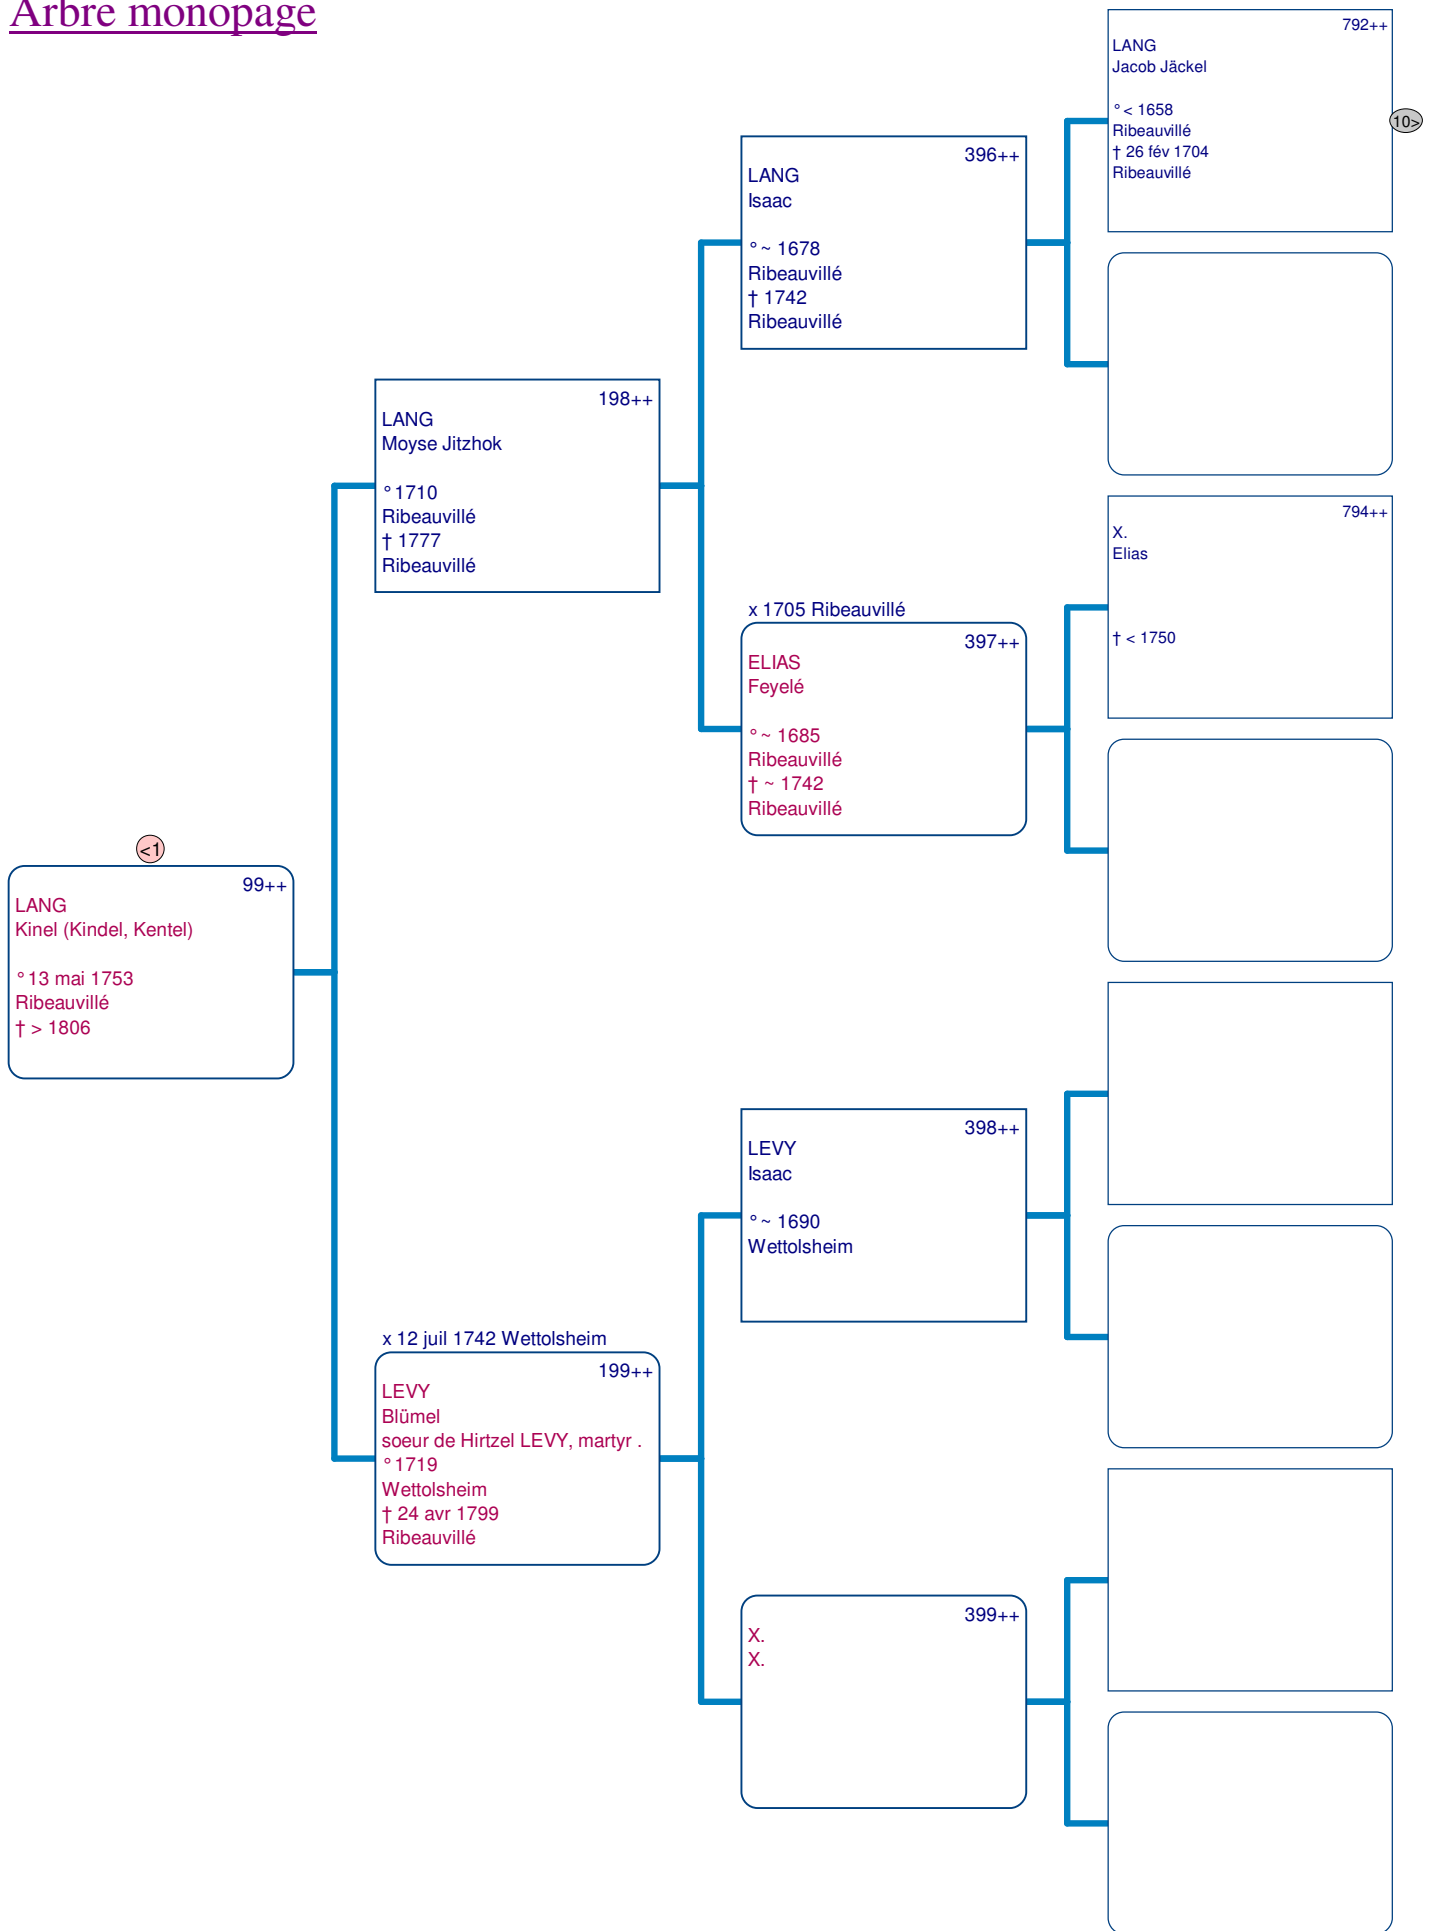 Arbre monopage
792++
LANG
Jacob Jäckel
° < 1658
Ribeauvillé
† 26 fév 1704
Ribeauvillé
10>
396++
LANG
Isaac
° ~ 1678
Ribeauvillé
† 1742
Ribeauvillé
198++
LANG
Moyse Jitzhok
° 1710
Ribeauvillé
† 1777
Ribeauvillé
794++
X.
Elias
† < 1750
x 1705 Ribeauvillé
397++
ELIAS
Feyelé
° ~ 1685
Ribeauvillé
† ~ 1742
Ribeauvillé
<1
99++
LANG
Kinel (Kindel, Kentel)
° 13 mai 1753
Ribeauvillé
† > 1806
398++
LEVY
Isaac
° ~ 1690
Wettolsheim
x 12 juil 1742 Wettolsheim
199++
LEVY
Blümel
soeur de Hirtzel LEVY, martyr .
° 1719
Wettolsheim
† 24 avr 1799
Ribeauvillé
399++
X.
X.